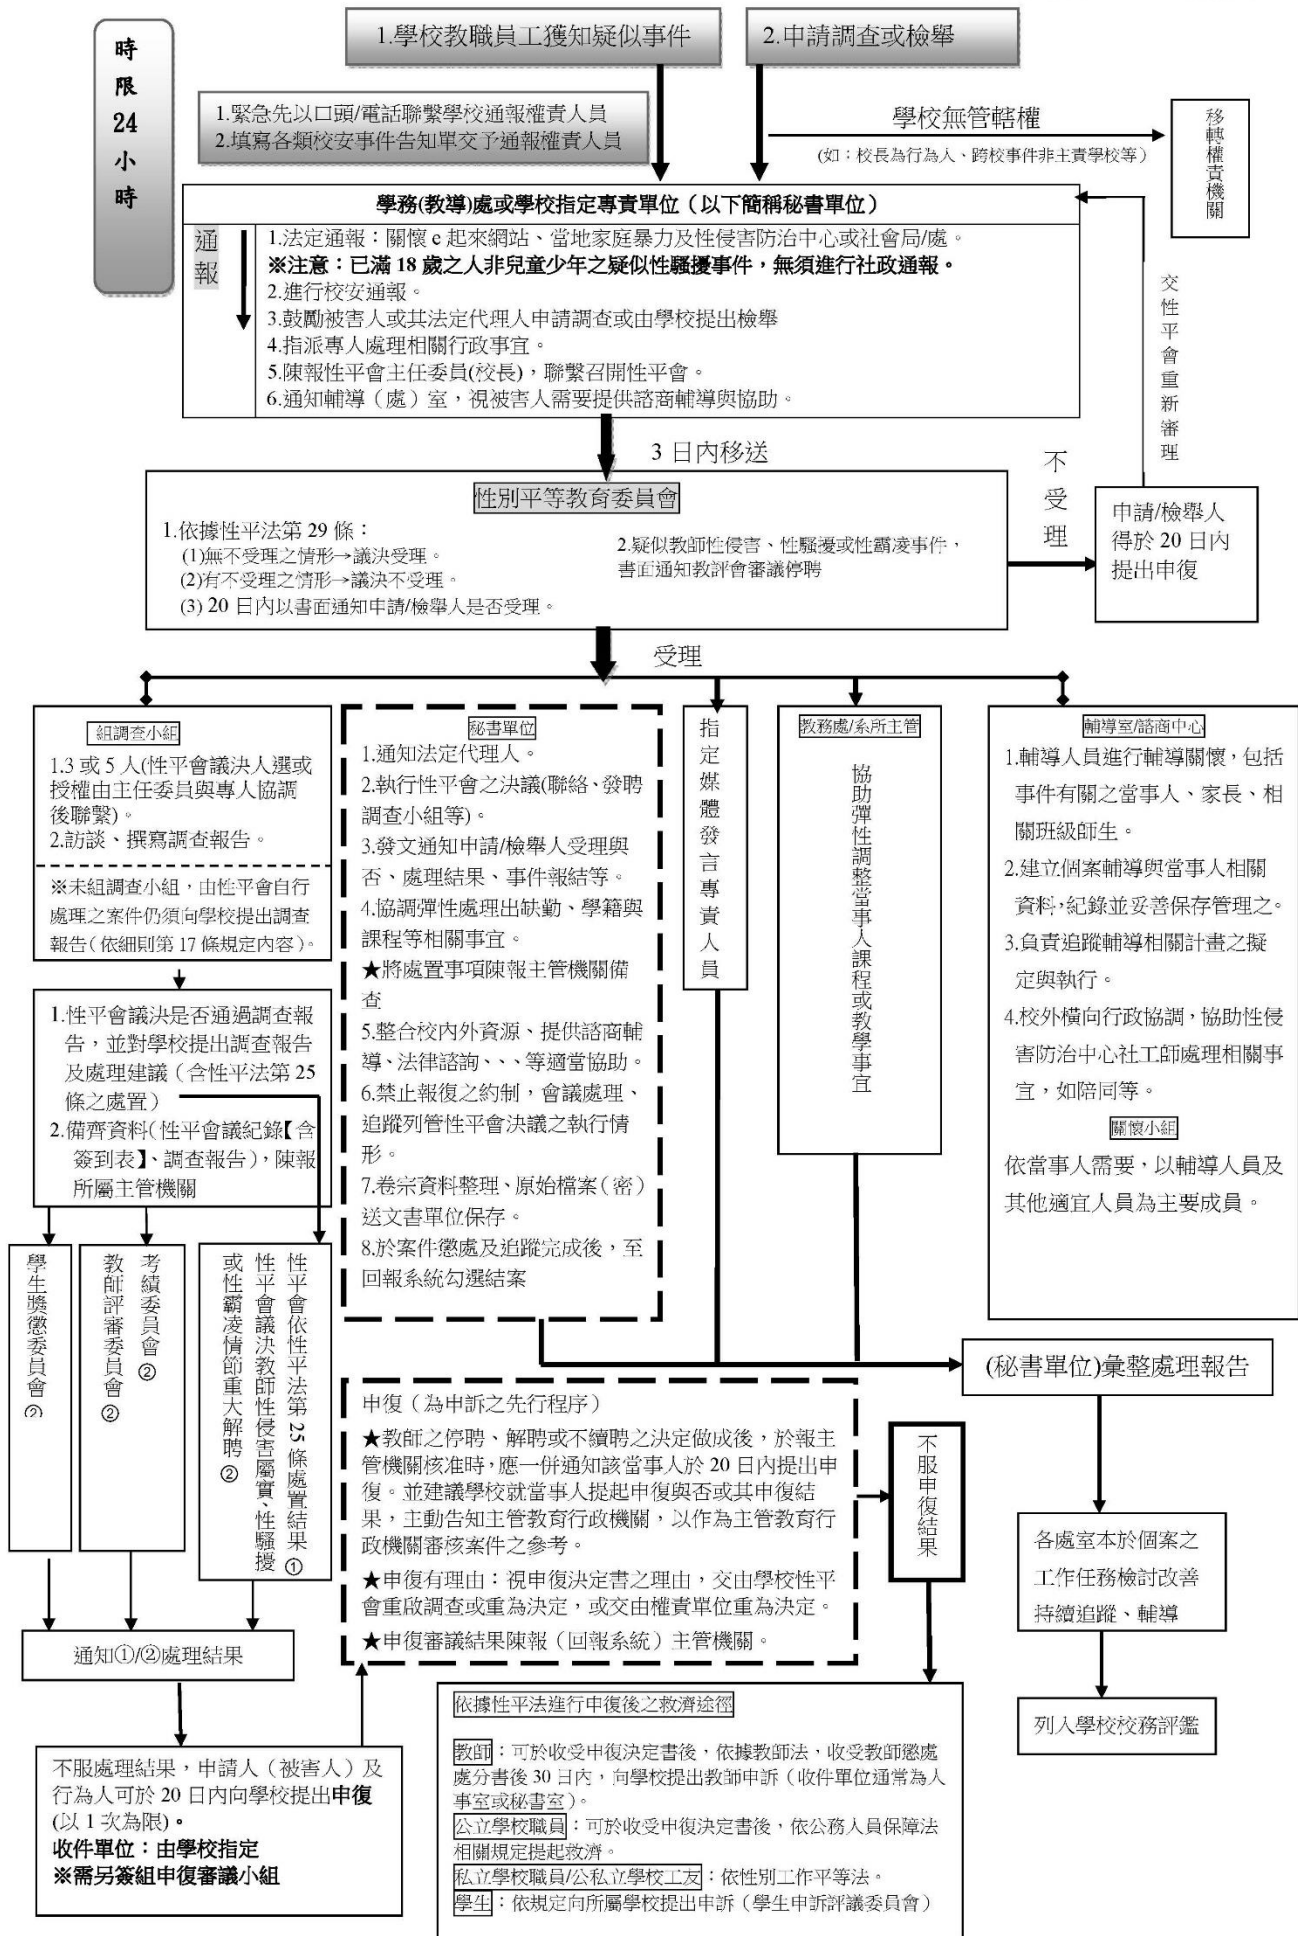 時限24小時
1.學校教職員工獲知疑似事件
2.申請調查或檢舉
1.緊急先以口頭/電話聯繫學校通報權責人員
2.填寫各類校安事件告知單交予通報權責人員
學校無管轄權
(如：校長為行為人、跨校事件非主責學校等)
移轉權責機關
學務(教導)處或學校指定專責單位（以下簡稱秘書單位）
通報
1.法定通報：關懷 e 起來網站、當地家庭暴力及性侵害防治中心或社會局/處。
※注意：已滿 18 歲之人非兒童少年之疑似性騷擾事件，無須進行社政通報。
2.進行校安通報。
3.鼓勵被害人或其法定代理人申請調查或由學校提出檢舉
4.指派專人處理相關行政事宜。
5.陳報性平會主任委員(校長)，聯繫召開性平會。
6.通知輔導（處）室，視被害人需要提供諮商輔導與協助。
交性平會重新審理
3 日內移送
不受理
性別平等教育委員會
1.依據性平法第 29 條：
(1)無不受理之情形→議決受理。
(2)有不受理之情形→議決不受理。
(3) 20 日內以書面通知申請/檢舉人是否受理。
2.疑似教師性侵害、性騷擾或性霸凌事件，
書面通知教評會審議停聘
申請/檢舉人
得於 20 日內
提出申復
受理
組調查小組
1.3 或 5 人(性平會議決人選或
授權由主任委員與專人協調
後聯繫)。
2.訪談、撰寫調查報告。
※未組調查小組，由性平會自行
處理之案件仍須向學校提出調查
報告(依細則第 17 條規定內容)。
1.性平會議決是否通過調查報
告，並對學校提出調查報告
及處理建議（含性平法第 25
條之處置）
2.備齊資料(性平會議紀錄【含
簽到表】、調查報告)，陳報
所屬主管機關
學生獎懲委員會②
考績委員會②
教師評審委員會②
性平會依性平法第 25 條處置結果①
性平會議決教師性侵害屬實、性騷擾
或性霸凌情節重大解聘②
通知①/②處理結果
不服處理結果，申請人（被害人）及
行為人可於 20 日內向學校提出申復
(以 1 次為限)。
收件單位：由學校指定
※需另簽組申復審議小組
秘書單位
1.通知法定代理人。
2.執行性平會之決議(聯絡、發聘
調查小組等)。
3.發文通知申請/檢舉人受理與
否、處理結果、事件報結等。
4.協調彈性處理出缺勤、學籍與
課程等相關事宜。
★將處置事項陳報主管機關備
查
5.整合校內外資源、提供諮商輔
導、法律諮詢、、、等適當協助。
6.禁止報復之約制，會議處理、
追蹤列管性平會決議之執行情
形。
7.卷宗資料整理、原始檔案（密）
送文書單位保存。
8.於案件懲處及追蹤完成後，至
回報系統勾選結案
指定媒體發言專責人員
教務處/系所主管
協助彈性調整當事人課程或教學事宜
輔導室/諮商中心
1.輔導人員進行輔導關懷，包括
事件有關之當事人、家長、相
關班級師生。
2.建立個案輔導與當事人相關
資料，紀錄並妥善保存管理之。
3.負責追蹤輔導相關計畫之擬
定與執行。
4.校外橫向行政協調，協助性侵
害防治中心社工師處理相關事
宜，如陪同等。
關懷小組
依當事人需要，以輔導人員及
其他適宜人員為主要成員。
(秘書單位)彙整處理報告
各處室本於個案之
工作任務檢討改善
持續追蹤、輔導
列入學校校務評鑑
申復（為申訴之先行程序）
★教師之停聘、解聘或不續聘之決定做成後，於報主
管機關核准時，應一併通知該當事人於 20 日內提出申
復。並建議學校就當事人提起申復與否或其申復結
果，主動告知主管教育行政機關，以作為主管教育行
政機關審核案件之參考。
★申復有理由：視申復決定書之理由，交由學校性平
會重啟調查或重為決定，或交由權責單位重為決定。
★申復審議結果陳報（回報系統）主管機關。
不服申復結果
依據性平法進行申復後之救濟途徑
教師：可於收受申復決定書後，依據教師法，收受教師懲處
處分書後 30 日內，向學校提出教師申訴（收件單位通常為人
事室或秘書室）。
公立學校職員：可於收受申復決定書後，依公務人員保障法
相關規定提起救濟。
私立學校職員/公私立學校工友：依性別工作平等法。
學生：依規定向所屬學校提出申訴（學生申訴評議委員會）